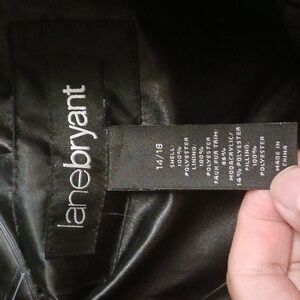 lanebryant
14/16
SHELL:
100%
POLYESTER
LINING:
100%
POLYESTER
FAUX FUR TRIM:
86%
MODACRYLIC/
14% POLYESTER
FILLING:
100%
POLYESTER
MADE IN
CHINA